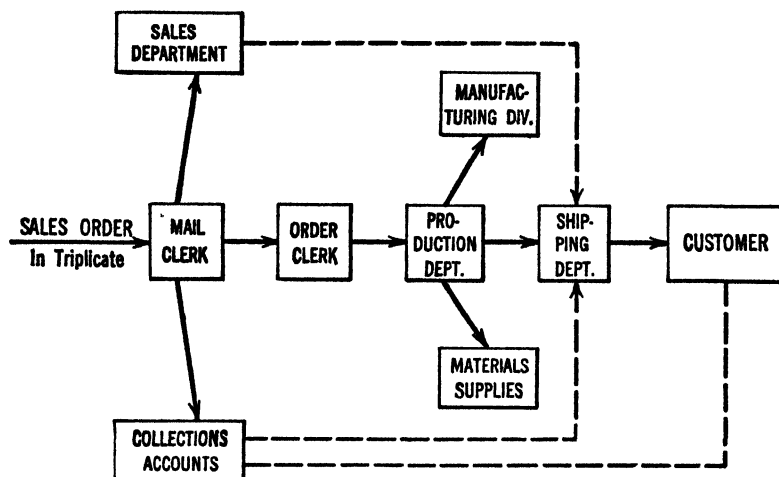 SALES
DEPARTMENT
MANUFAC-
TURING DIV.
SALES ORDER
In Triplicate
MAIL
CLERK
ORDER
CLERK
PRO-
DUCTION
DEPT.
SHIP-
PING
DEPT.
CUSTOMER
MATERIALS
SUPPLIES
COLLECTIONS
ACCOUNTS